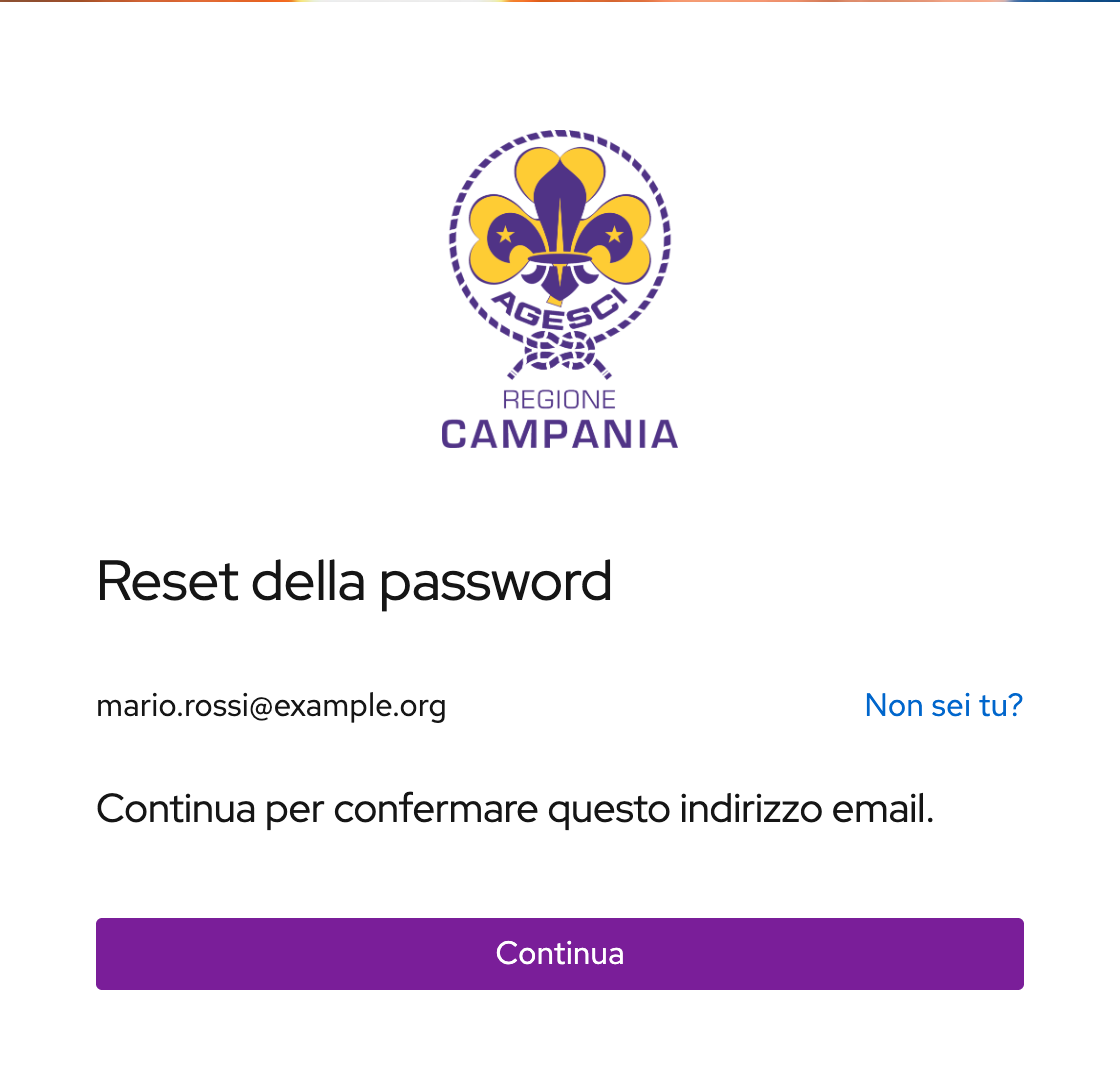 AGESCI
REGIONE
CAMPANIA
Reset della password
mario.rossi@example.org Non sei tu?
Continua per confermare questo indirizzo email.
Continua